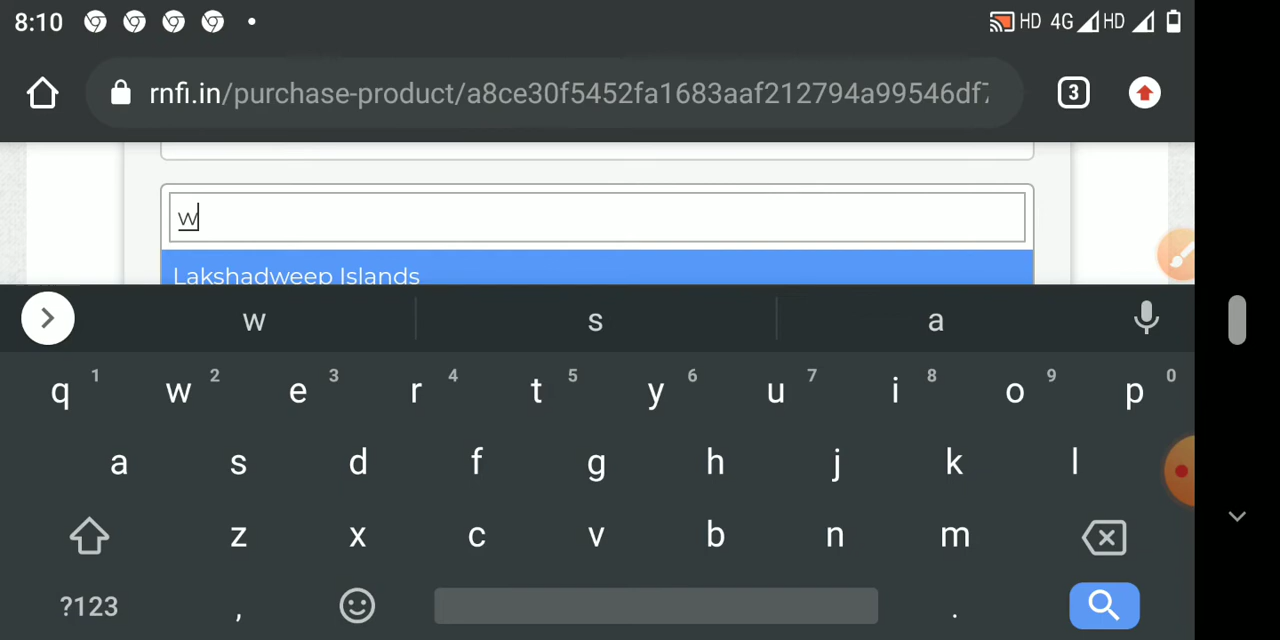 8:10 HD 4G HD
rnfi.in/purchase-product/a8ce30f5452fa1683aaf212794a99546df7
3
w
Lakshadweep Islands
w s a
q 1 w 2 e 3 r 4 t 5 y 6 u 7 i 8 o 9 p 0
a s d f g h j k l
z x c v b n m
?123 , .